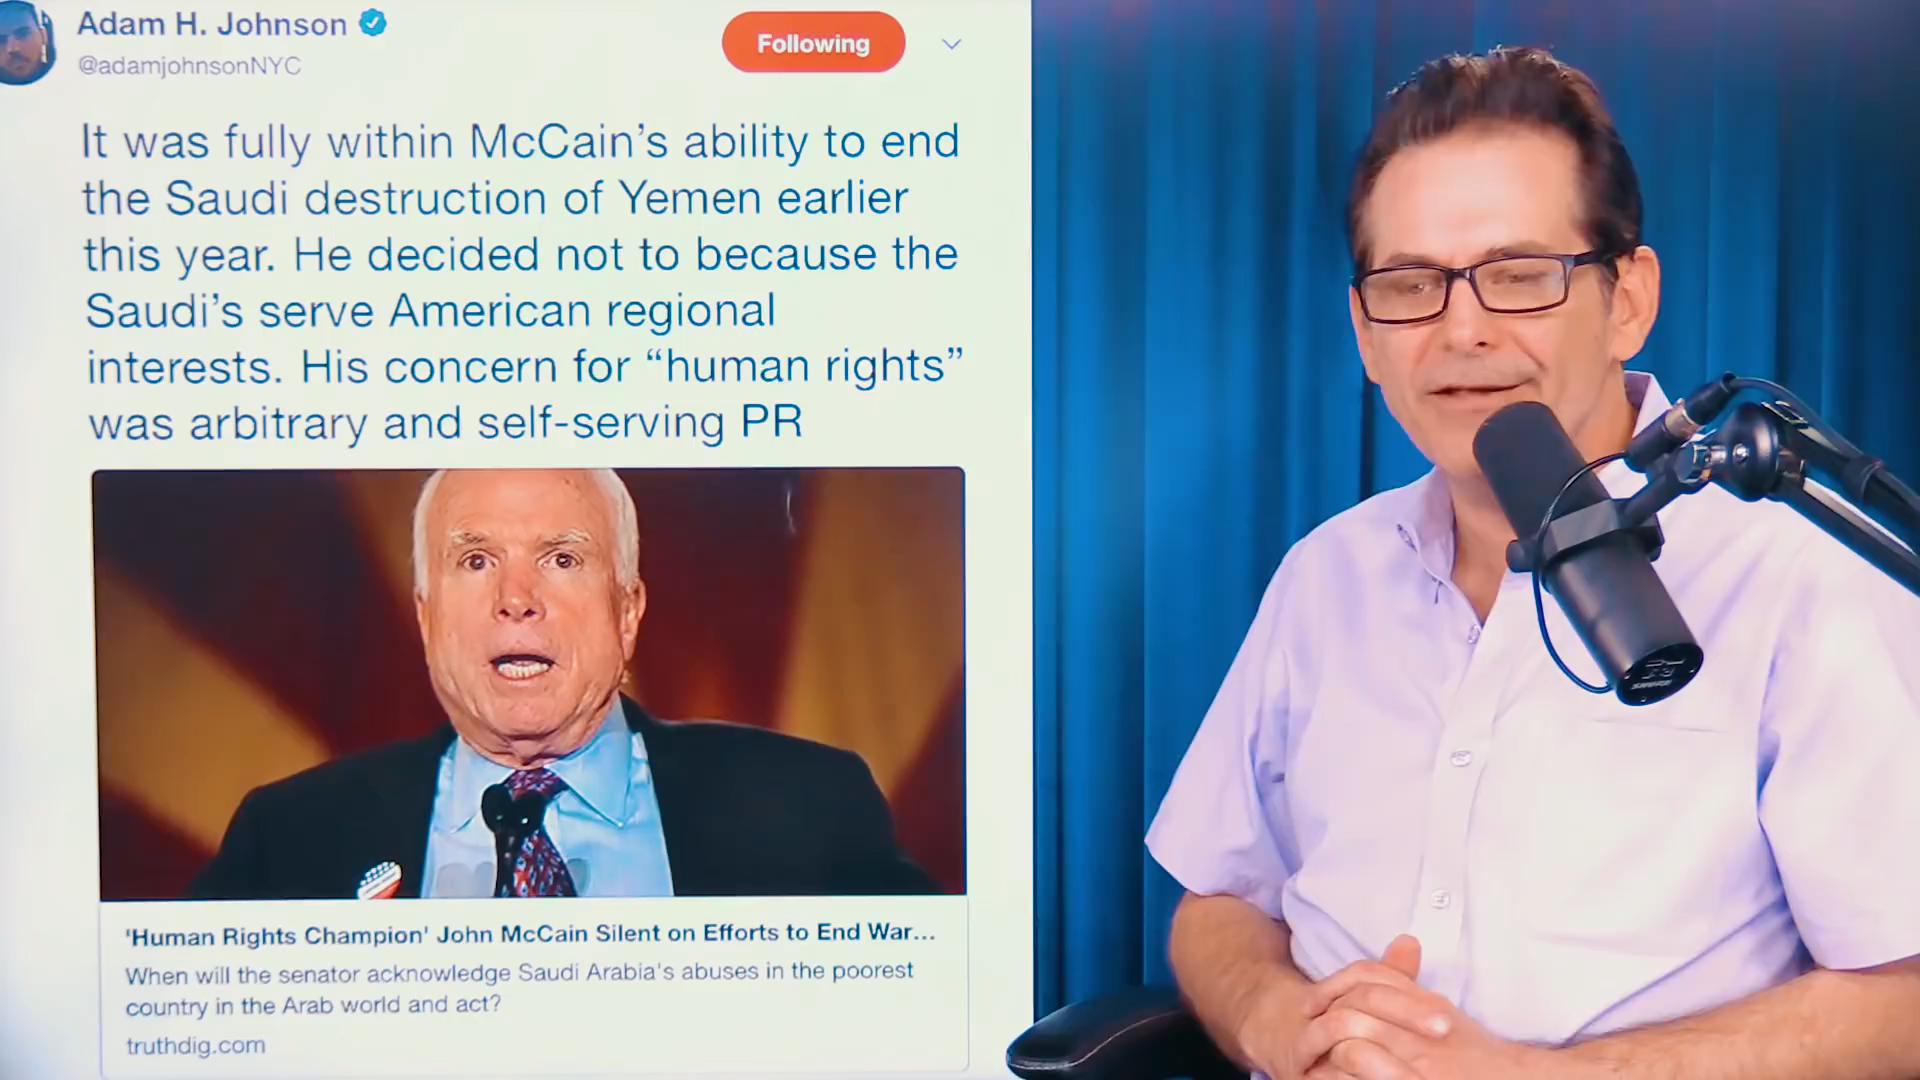 Adam H. Johnson
@adamjohnsonNYC
Following
It was fully within McCain's ability to end
the Saudi destruction of Yemen earlier
this year. He decided not to because the
Saudi's serve American regional
interests. His concern for “human rights”
was arbitrary and self-serving PR
'Human Rights Champion' John McCain Silent on Efforts to End War...
When will the senator acknowledge Saudi Arabia's abuses in the poorest
country in the Arab world and act?
truthdig.com